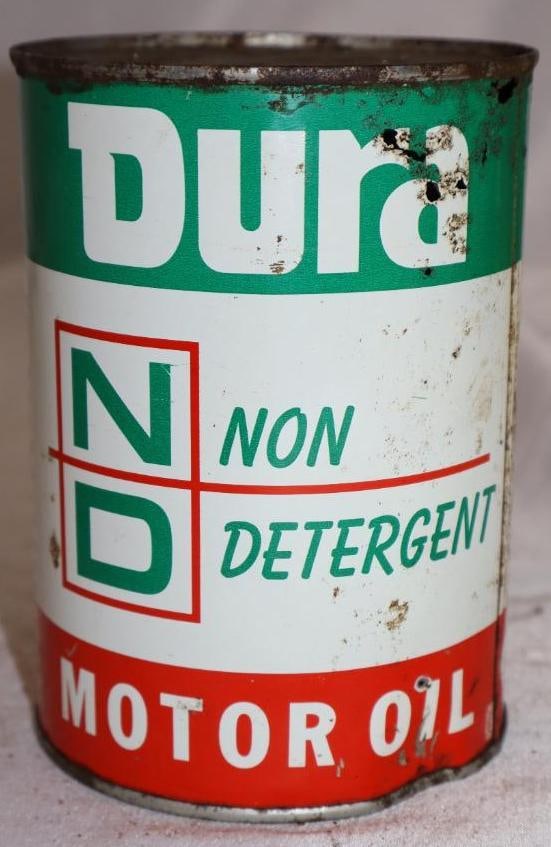 Dura
N NON
D DETERGENT
MOTOR OIL